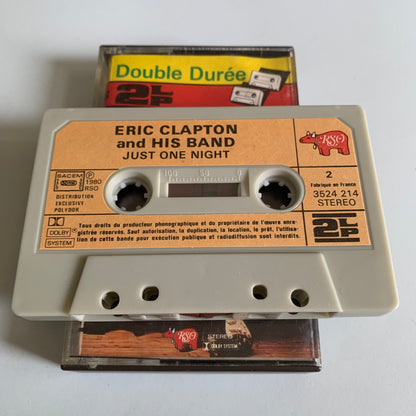 Double Durée
2LP
ERIC CLAPTON
and HIS BAND
JUST ONE NIGHT
RSO
SACEM
℗
1980
RSO
DISTRIBUTION
EXCLUSIVE
POLYDOR
100 50 0
2
Fabriqué en France
3524 214
STEREO
DOLBY
SYSTEM
2LP
Tous droits du producteur phonographique et du propriétaire de l'œuvre enre-
gistrée réservés. Sauf autorisation, la duplication, la location, le prêt, l'utilisa-
tion de cette bande pour exécution publique et radiodiffusion sont interdits.
RSO
STEREO
DOLBY SYSTEM